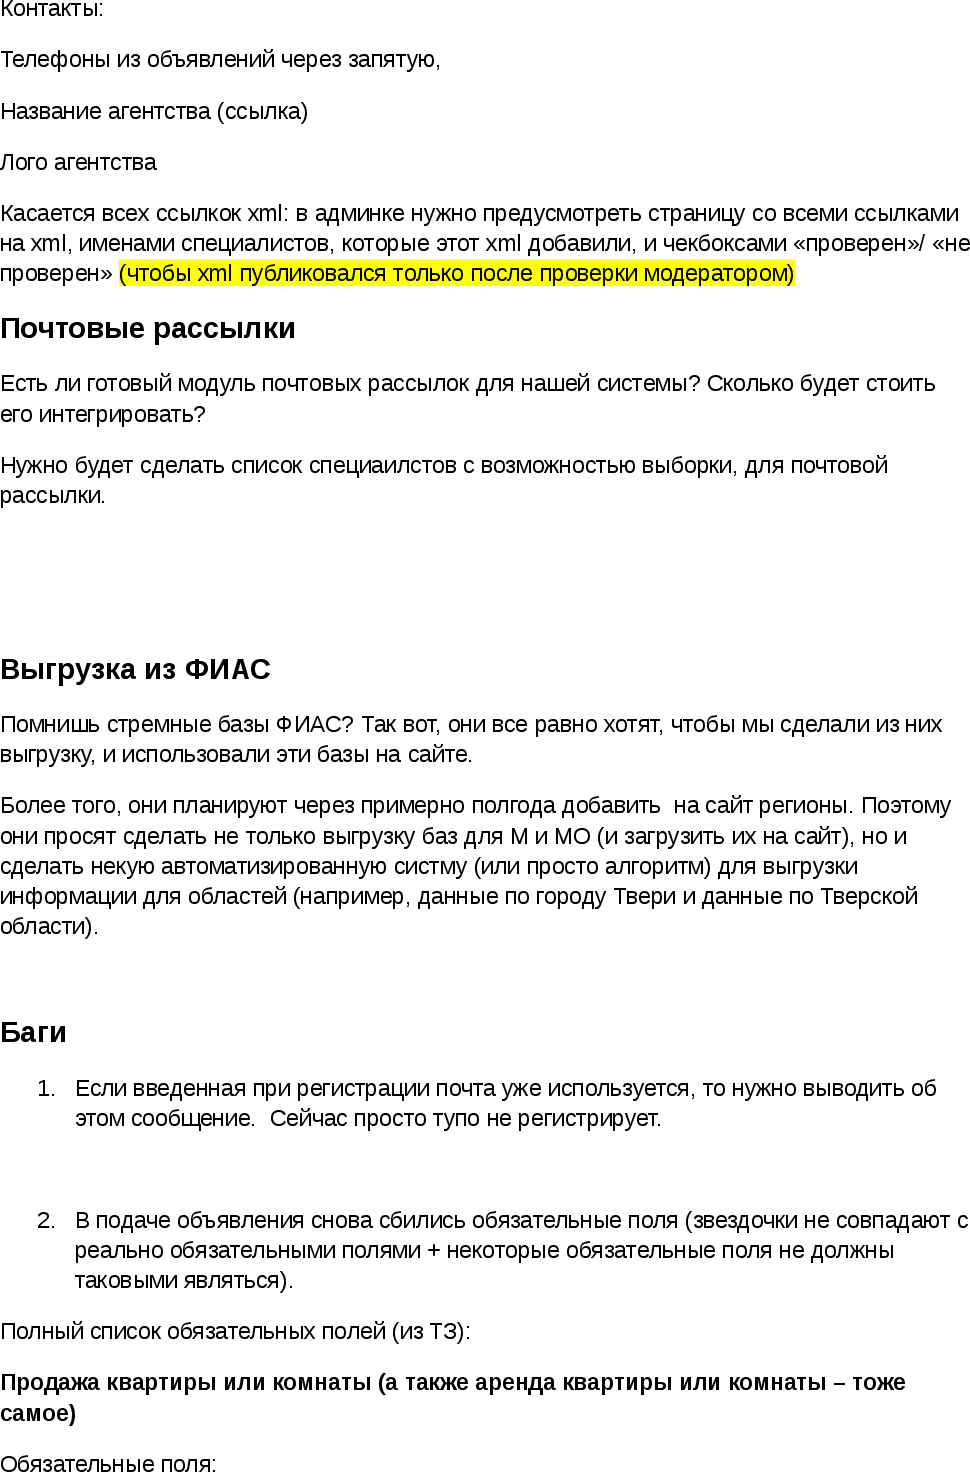 Контакты:
Телефоны из объявлений через запятую,
Название агентства (ссылка)
Лого агентства
Касается всех ссылкок xml: в админке нужно предусмотреть страницу со всеми ссылками
на xml, именами специалистов, которые этот xml добавили, и чекбоксами «проверен»/ «не
проверен» (чтобы xml публиковался только после проверки модератором)
Почтовые рассылки
Есть ли готовый модуль почтовых рассылок для нашей системы? Сколько будет стоить
его интегрировать?
Нужно будет сделать список специаилстов с возможностью выборки, для почтовой
рассылки.
Выгрузка из ФИАС
Помнишь стремные базы ФИАС? Так вот, они все равно хотят, чтобы мы сделали из них
выгрузку, и использовали эти базы на сайте.
Более того, они планируют через примерно полгода добавить  на сайт регионы. Поэтому
они просят сделать не только выгрузку баз для М и МО (и загрузить их на сайт), но и
сделать некую автоматизированную систму (или просто алгоритм) для выгрузки
информации для областей (например, данные по городу Твери и данные по Тверской
области).
Баги
1. Если введенная при регистрации почта уже используется, то нужно выводить об
этом сообщение.  Сейчас просто тупо не регистрирует.
2. В подаче объявления снова сбились обязательные поля (звездочки не совпадают с
реально обязательными полями + некоторые обязательные поля не должны
таковыми являться).
Полный список обязательных полей (из ТЗ):
Продажа квартиры или комнаты (а также аренда квартиры или комнаты – тоже
самое)
Обязательные поля: